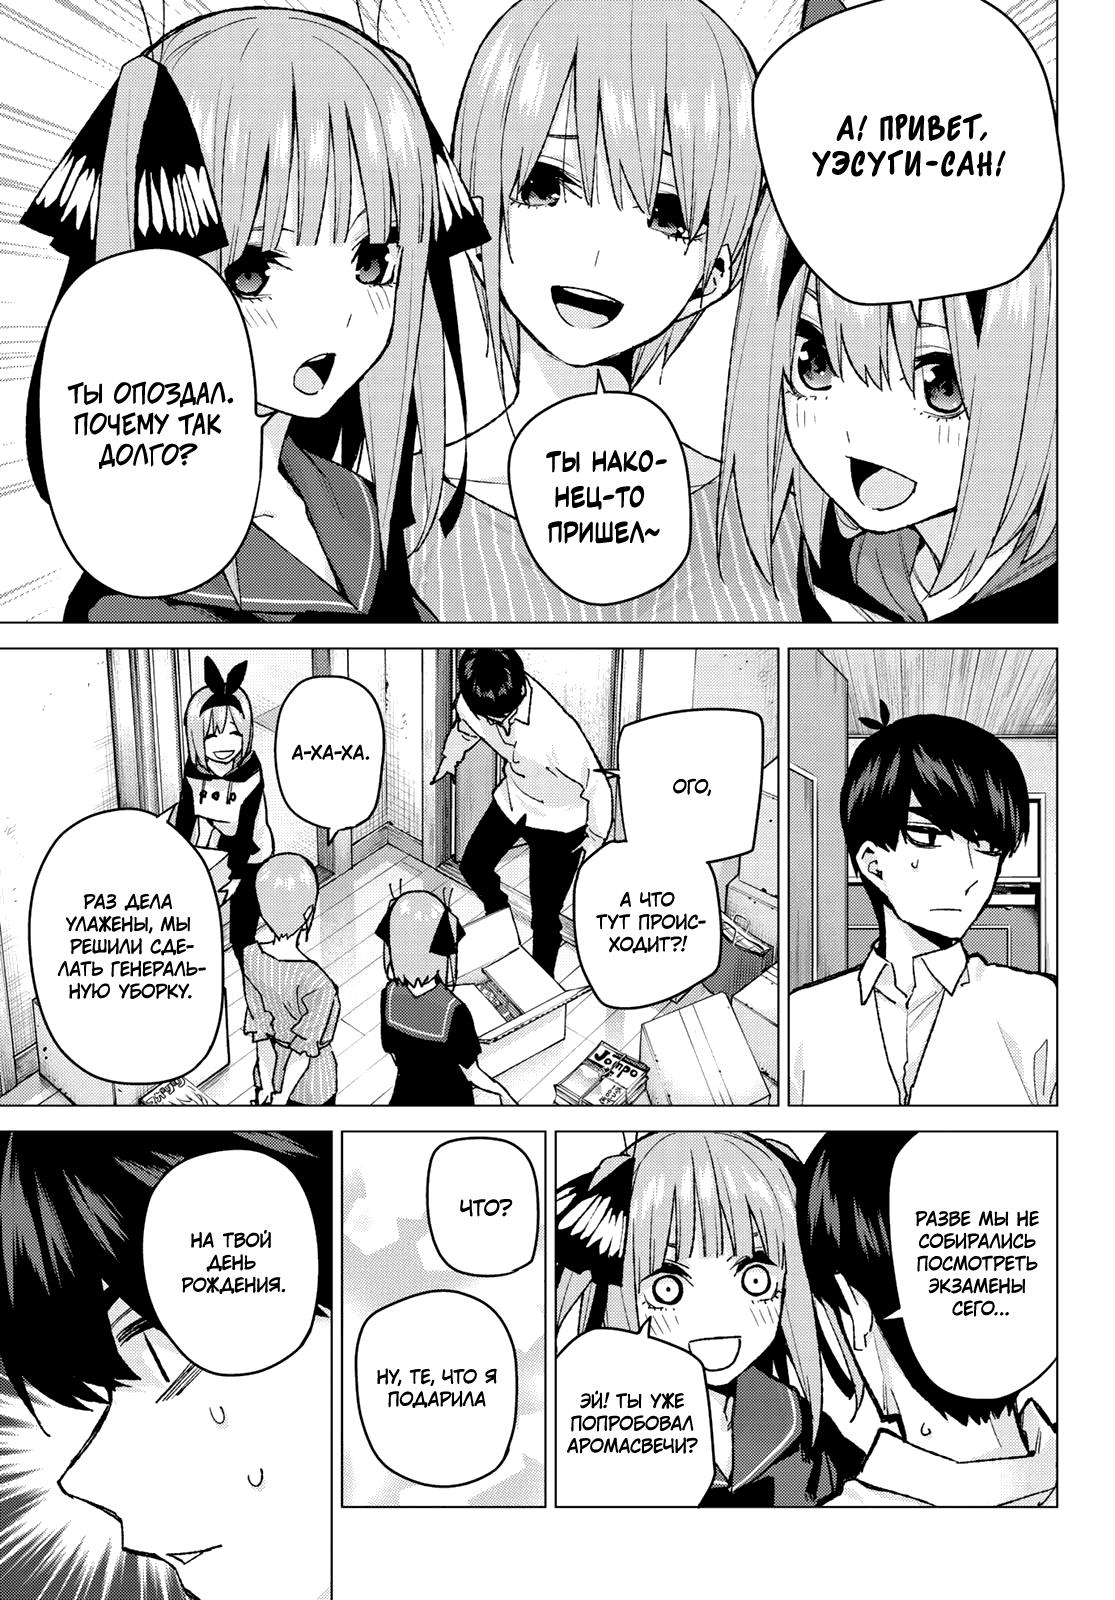 А! ПРИВЕТ,
УЭСУГИ-САН!
ТЫ НАКО-
НЕЦ-ТО
ПРИШЕЛ~
ТЫ ОПОЗДАЛ.
ПОЧЕМУ ТАК
ДОЛГО?
ОГО,
А ЧТО
ТУТ ПРОИС-
ХОДИТ?!
А-ХА-ХА.
РАЗ ДЕЛА
УЛАЖЕНЫ, МЫ
РЕШИЛИ СДЕ-
ЛАТЬ ГЕНЕРАЛЬ-
НУЮ УБОРКУ.
Jompo
РАЗВЕ МЫ НЕ
СОБИРАЛИСЬ
ПОСМОТРЕТЬ
ЭКЗАМЕНЫ
СЕГО...
ЭЙ! ТЫ УЖЕ
ПОПРОБОВАЛ
АРОМАСВЕЧИ?
ЧТО?
НУ, ТЕ, ЧТО Я
ПОДАРИЛА
НА ТВОЙ
ДЕНЬ
РОЖДЕНИЯ.